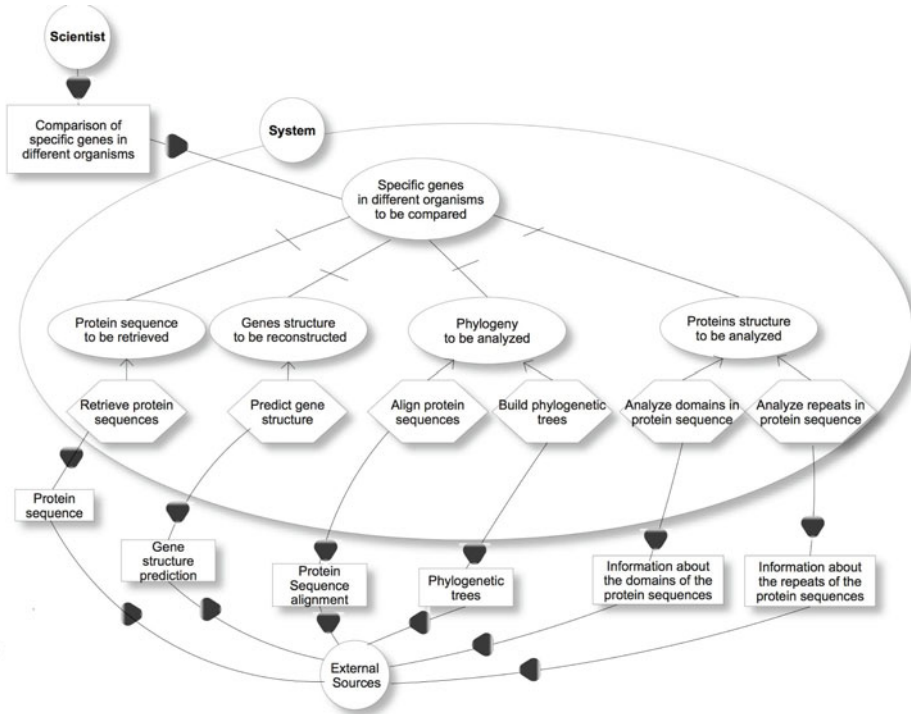 Scientist
Comparison of
specific genes in
different organisms
System
Specific genes
in different organisms
to be compared
Protein sequence
to be retrieved
Genes structure
to be reconstructed
Phylogeny
to be analyzed
Proteins structure
to be analyzed
Retrieve protein
sequences
Predict gene
structure
Align protein
sequences
Build phylogenetic
trees
Analyze domains in
protein sequence
Analyze repeats in
protein sequence
Protein
sequence
Gene
structure
prediction
Protein
Sequence
alignment
Phylogenetic
trees
Information about
the domains of the
protein sequences
Information about
the repeats of the
protein sequences
External
Sources